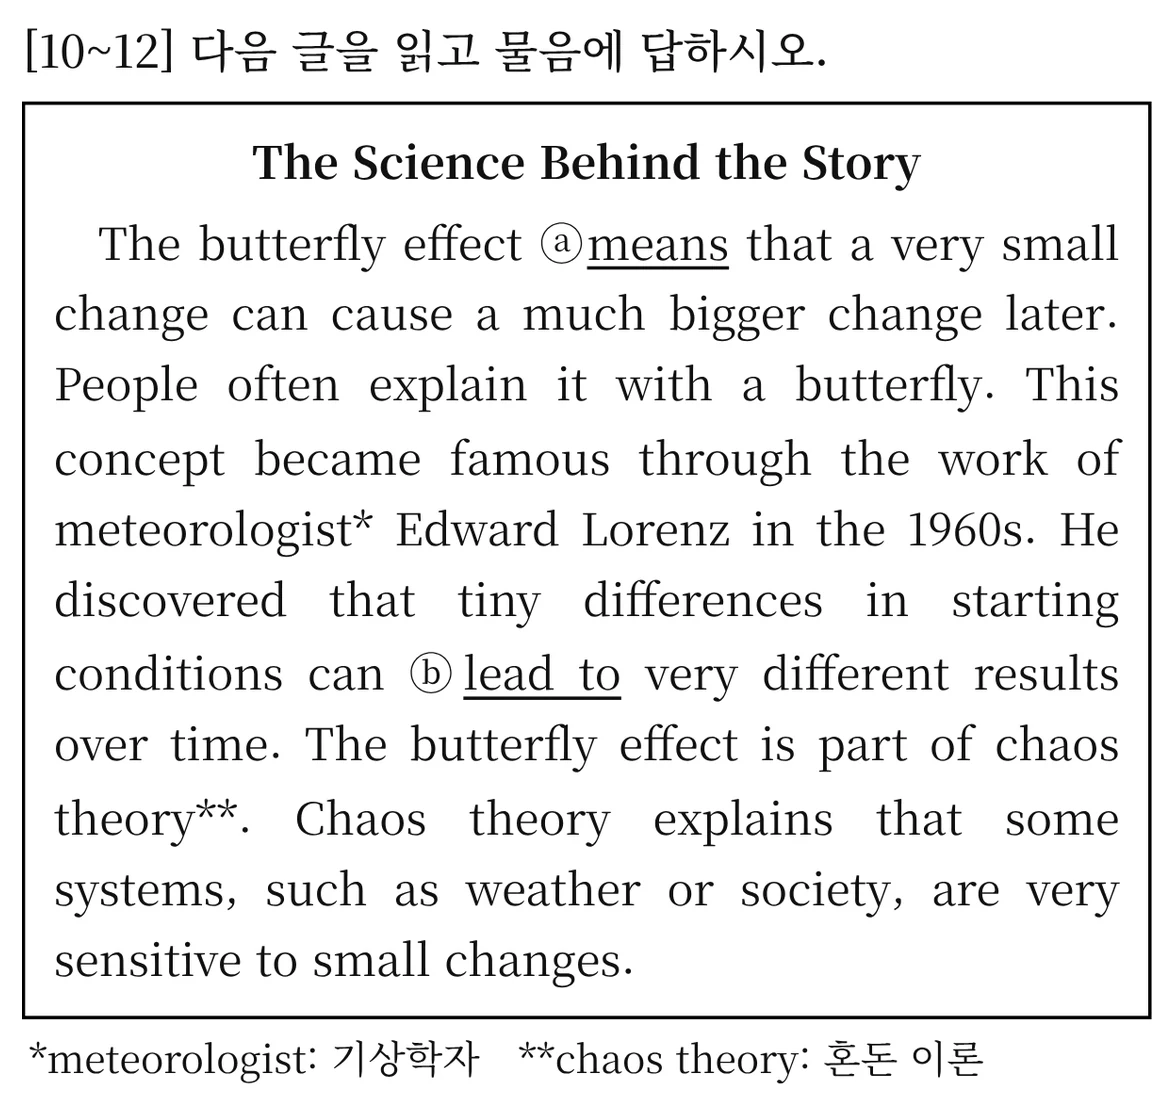 [10~12] 다음 글을 읽고 물음에 답하시오.
The Science Behind the Story
The butterfly effect ⓐmeans that a very small
change can cause a much bigger change later.
People often explain it with a butterfly. This
concept became famous through the work of
meteorologist* Edward Lorenz in the 1960s. He
discovered that tiny differences in starting
conditions can ⓑlead to very different results
over time. The butterfly effect is part of chaos
theory**. Chaos theory explains that some
systems, such as weather or society, are very
sensitive to small changes.
*meteorologist: 기상학자 **chaos theory: 혼돈 이론